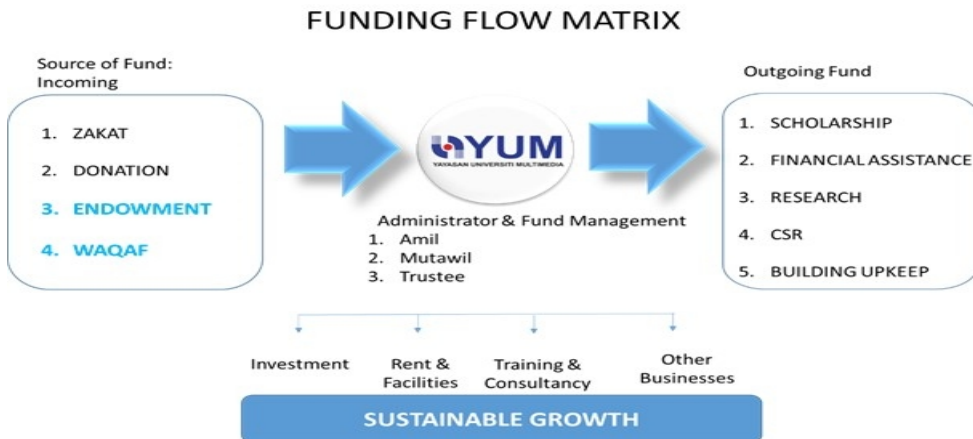 FUNDING FLOW MATRIX
Source of Fund:
Incoming
1. ZAKAT
2. DONATION
3. ENDOWMENT
4. WAQAF
YUM
YAYASAN UNIVERSITI MULTIMEDIA
Administrator & Fund Management
1. Amil
2. Mutawil
3. Trustee
Outgoing Fund
1. SCHOLARSHIP
2. FINANCIAL ASSISTANCE
3. RESEARCH
4. CSR
5. BUILDING UPKEEP
Investment
Rent &
Facilities
Training &
Consultancy
Other
Businesses
SUSTAINABLE GROWTH